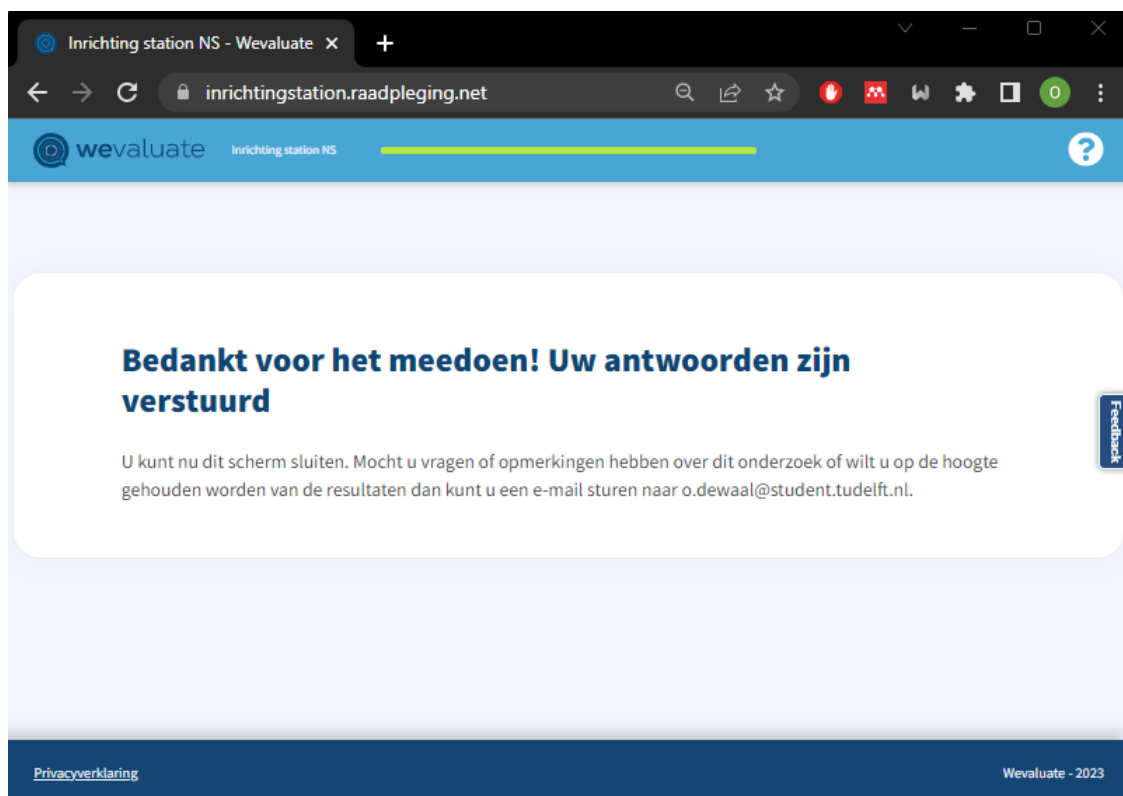 Inrichting station NS - Wevaluate
inrichtingstation.raadpleging.net
O
wevaluate Inrichting station NS ?
Bedankt voor het meedoen! Uw antwoorden zijn
verstuurd
Feedback
U kunt nu dit scherm sluiten. Mocht u vragen of opmerkingen hebben over dit onderzoek of wilt u op de hoogte
gehouden worden van de resultaten dan kunt u een e-mail sturen naar o.dewaal@student.tudelft.nl.
Privacyverklaring Wevaluate - 2023